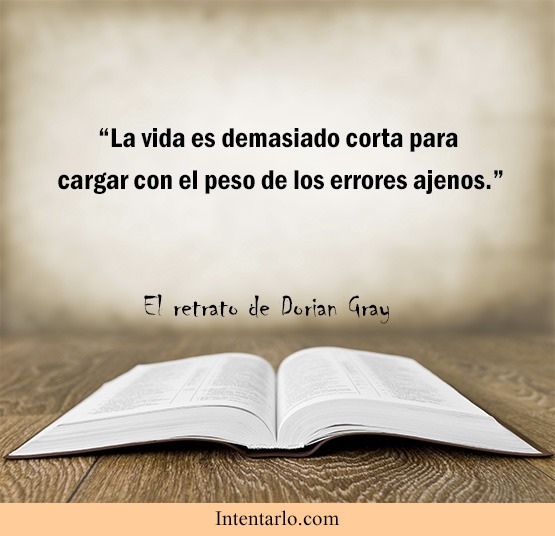 “La vida es demasiado corta para
cargar con el peso de los errores ajenos.”
El retrato de Dorian Gray
Intentarlo.com